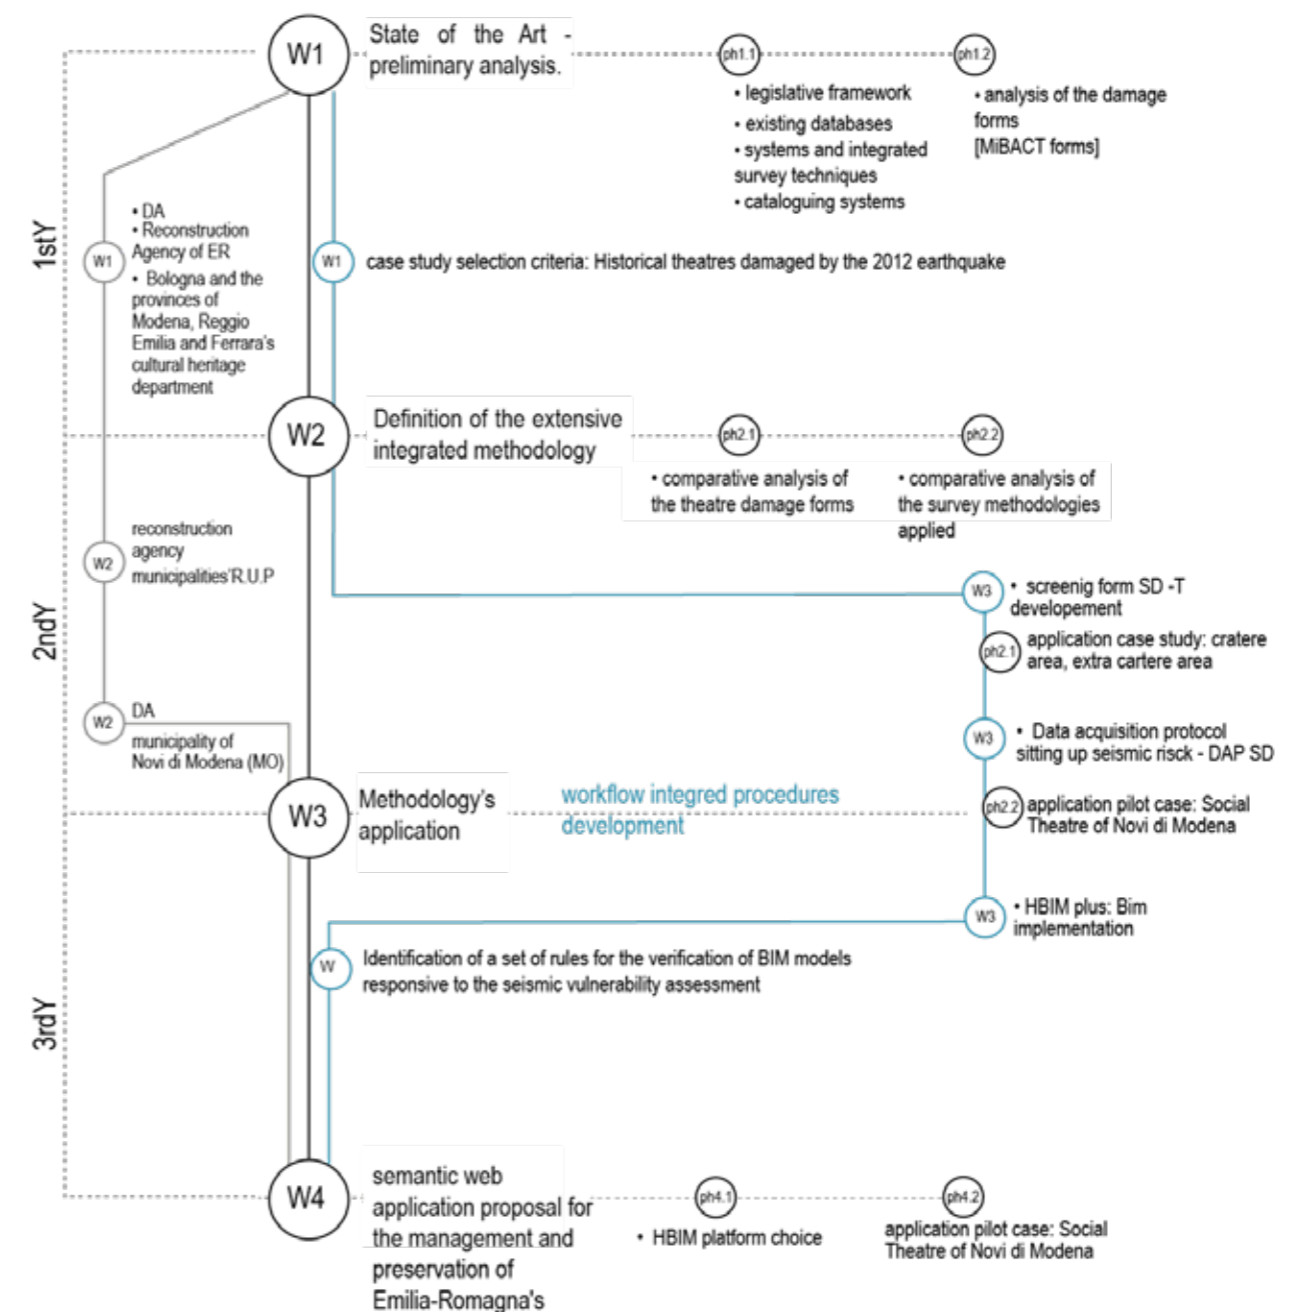 W1
State of the Art -
preliminary analysis.
ph1.1
ph1.2
• legislative framework
• existing databases
• systems and integrated
survey techniques
• cataloguing systems
• analysis of the damage
forms
[MiBACT forms]
1stY
W1
• DA
• Reconstruction
Agency of ER
• Bologna and the
provinces of
Modena, Reggio
Emilia and Ferrara's
cultural heritage
department
W1
case study selection criteria: Historical theatres damaged by the 2012 earthquake
W2
Definition of the extensive
integrated methodology
ph2.1
ph2.2
• comparative analysis of
the theatre damage forms
• comparative analysis of
the survey methodologies
applied
2ndY
W2
reconstruction
agency
municipalities'R.U.P
W3
• screenig form SD -T
developement
ph2.1
application case study: cratere
area, extra cartere area
W2
DA
municipality of
Novi di Modena (MO)
W3
• Data acquisition protocol
sitting up seismic risck - DAP SD
W3
Methodology's
application
workflow integred procedures
development
ph2.2
application pilot case: Social
Theatre of Novi di Modena
W3
• HBIM plus: Bim
implementation
3rdY
W
Identification of a set of rules for the verification of BIM models
responsive to the seismic vulnerability assessment
W4
semantic web
application proposal for
the management and
preservation of
Emilia-Romagna's
ph4.1
• HBIM platform choice
ph4.2
application pilot case: Social
Theatre of Novi di Modena